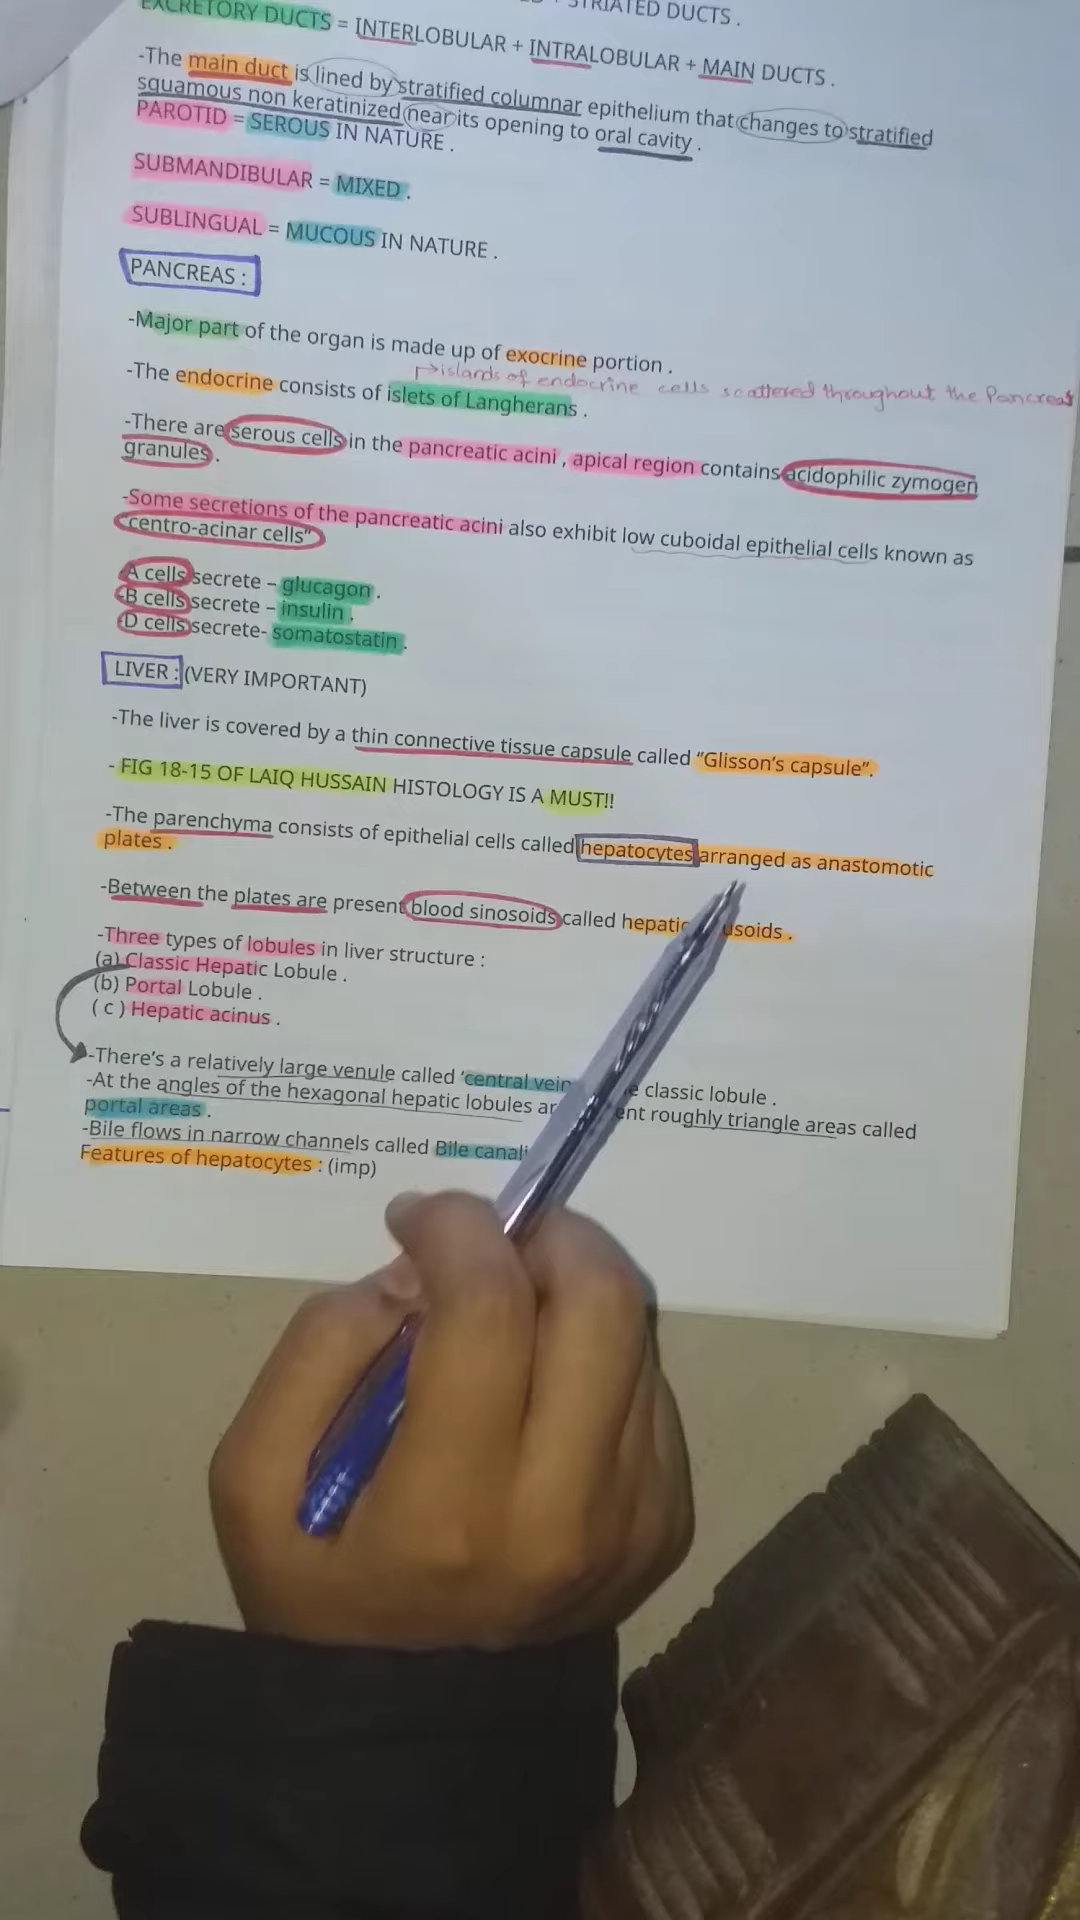 STRIATED DUCTS .
EXCRETORY DUCTS = INTERLOBULAR + INTRALOBULAR + MAIN DUCTS .
-The main duct is lined by stratified columnar epithelium that changes to stratified
squamous non keratinized near its opening to oral cavity .
PAROTID = SEROUS IN NATURE .
SUBMANDIBULAR = MIXED .
SUBLINGUAL = MUCOUS IN NATURE .
PANCREAS :
-Major part of the organ is made up of exocrine portion .
→islands of endocrine cells scattered throughout the Pancreas
-The endocrine consists of islets of Langherans .
-There are serous cells in the pancreatic acini , apical region contains acidophilic zymogen
granules .
-Some secretions of the pancreatic acini also exhibit low cuboidal epithelial cells known as
"centro-acinar cells"
A cells secrete – glucagon .
-B cells secrete – insulin .
-D cells secrete- somatostatin .
LIVER : (VERY IMPORTANT)
-The liver is covered by a thin connective tissue capsule called “Glisson’s capsule”.
- FIG 18-15 OF LAIQ HUSSAIN HISTOLOGY IS A MUST!!
-The parenchyma consists of epithelial cells called hepatocytes arranged as anastomotic
plates .
-Between the plates are present blood sinosoids called hepatic usoids .
-Three types of lobules in liver structure :
(a) Classic Hepatic Lobule .
(b) Portal Lobule .
( c ) Hepatic acinus .
-There’s a relatively large venule called ‘central vein classic lobule .
-At the angles of the hexagonal hepatic lobules roughly triangle areas called
portal areas .
-Bile flows in narrow channels called Bile canali
Features of hepatocytes : (imp)